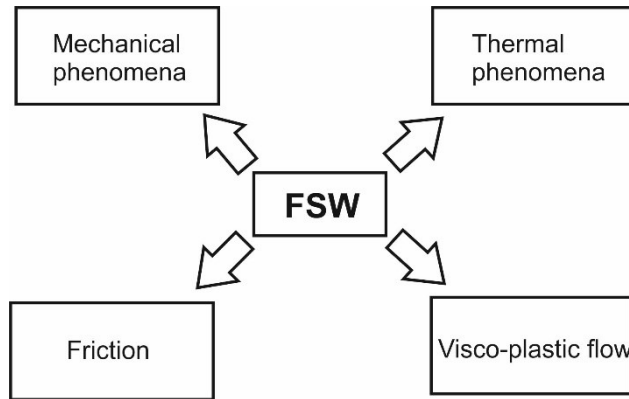 Mechanical
phenomena
Thermal
phenomena
FSW
Friction
Visco-plastic flow